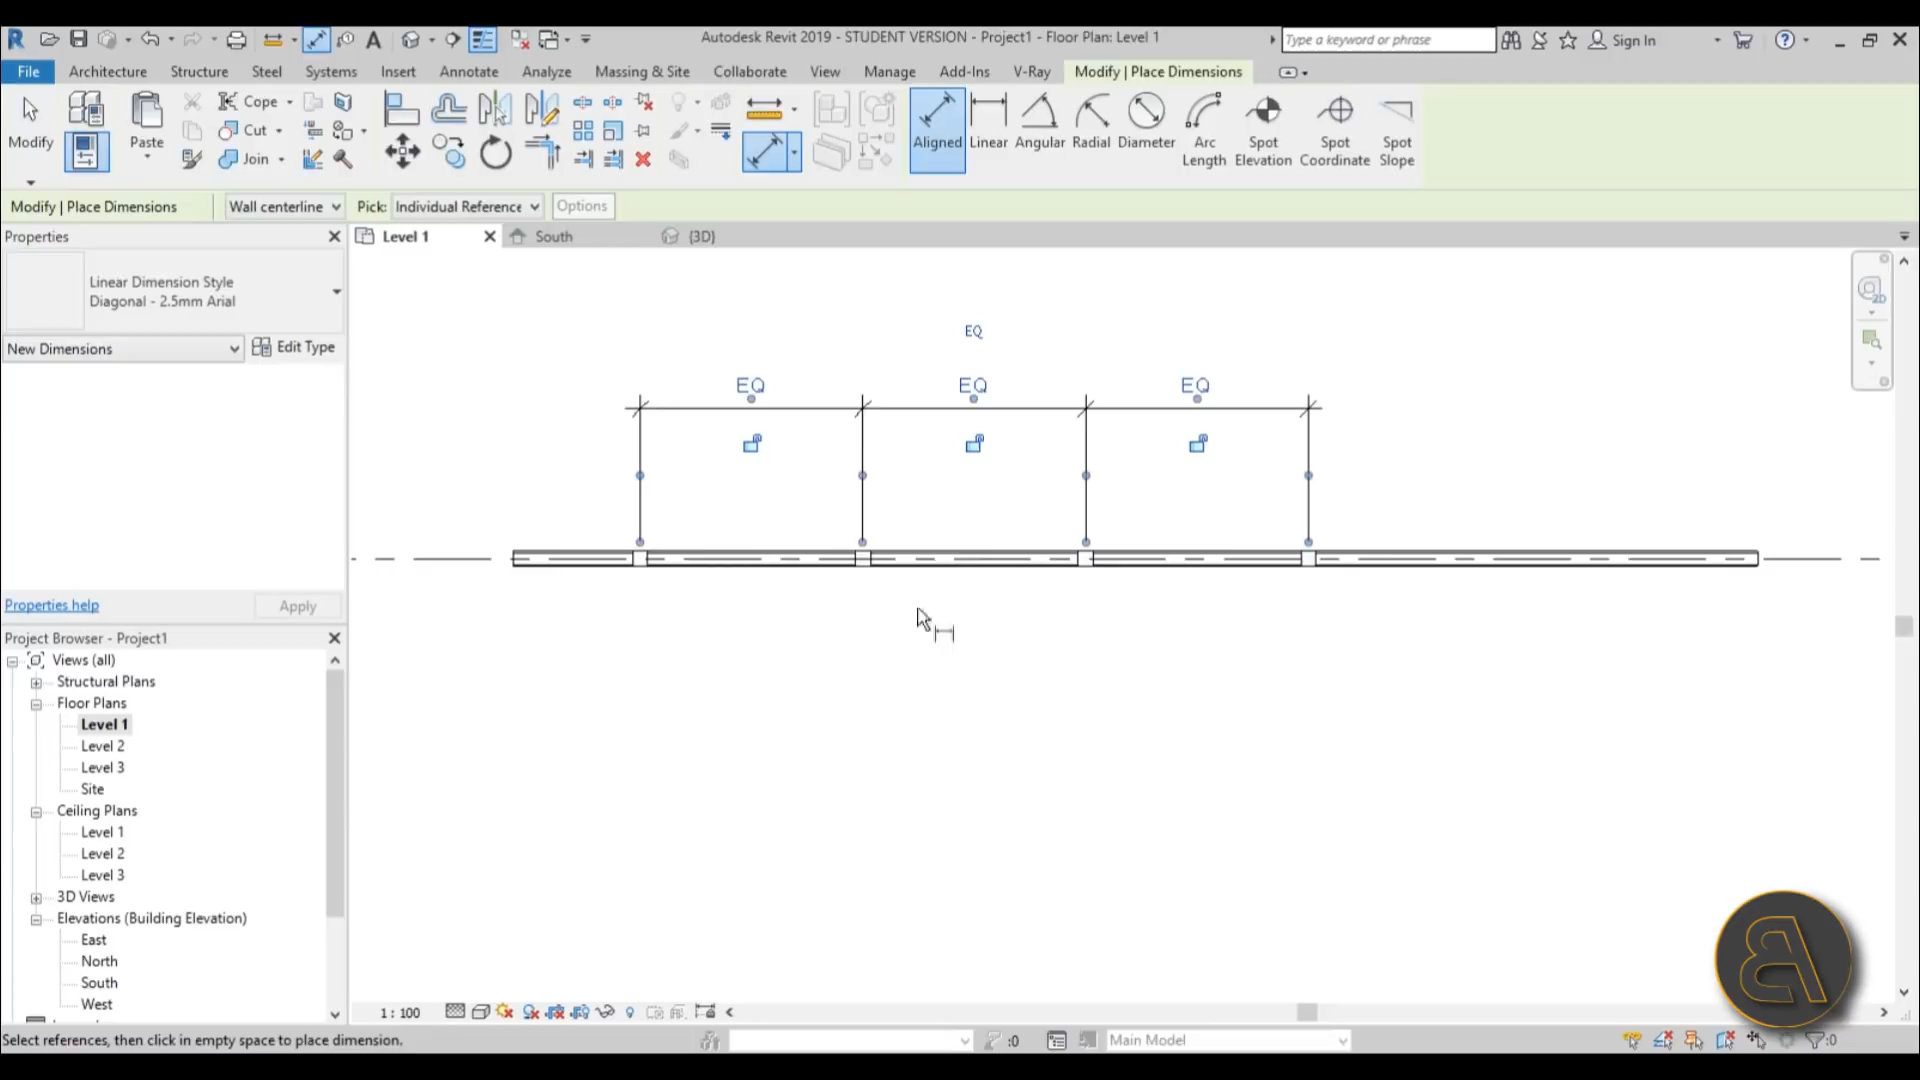 Autodesk Revit 2019 - STUDENT VERSION - Project1 - Floor Plan: Level 1
Type a keyword or phrase
Sign In
File Architecture Structure Steel Systems Insert Annotate Analyze Massing & Site Collaborate View Manage Add-Ins V-Ray Modify | Place Dimensions
Modify
Paste
Cope
Cut
Join
Aligned Linear Angular Radial Diameter Arc Length Spot Elevation Spot Coordinate Spot Slope
Modify | Place Dimensions Wall centerline Pick: Individual Reference Options
Properties
Level 1 South {3D}
Linear Dimension Style
Diagonal - 2.5mm Arial
New Dimensions Edit Type
EQ
EQ EQ EQ
Properties help Apply
Project Browser - Project1
Views (all)
Structural Plans
Floor Plans
Level 1
Level 2
Level 3
Site
Ceiling Plans
Level 1
Level 2
Level 3
3D Views
Elevations (Building Elevation)
East
North
South
West
1 : 100
Select references, then click in empty space to place dimension.
:0
Main Model
:0
2D